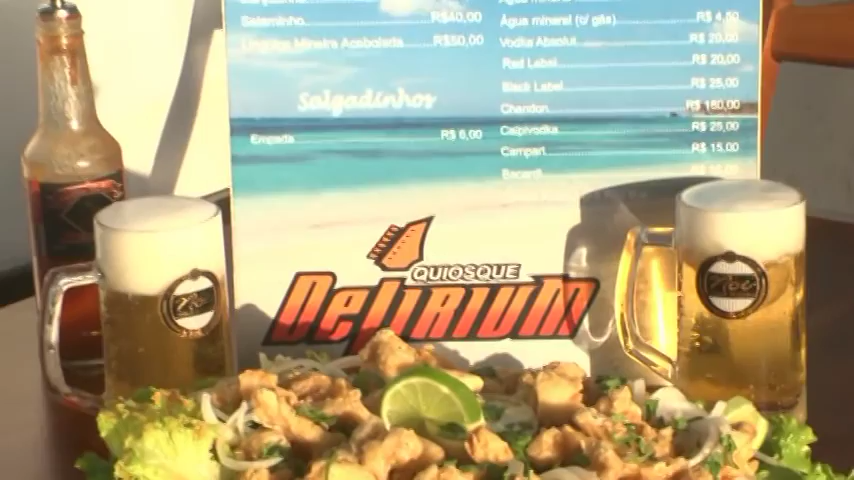 Salaminho R$40,00
Linguiça Mineira Acebolada R$50,00
Salgadinhos
Empada R$ 6,00
Água mineral (c/ gás) R$ 4,50
Vodka Absolut R$ 20,00
Red Label R$ 20,00
Black Label R$ 25,00
Chandon R$ 180,00
Caipivodka R$ 25,00
Campari R$ 15,00
Bacardi
QUIOSQUE
DELIRIUM